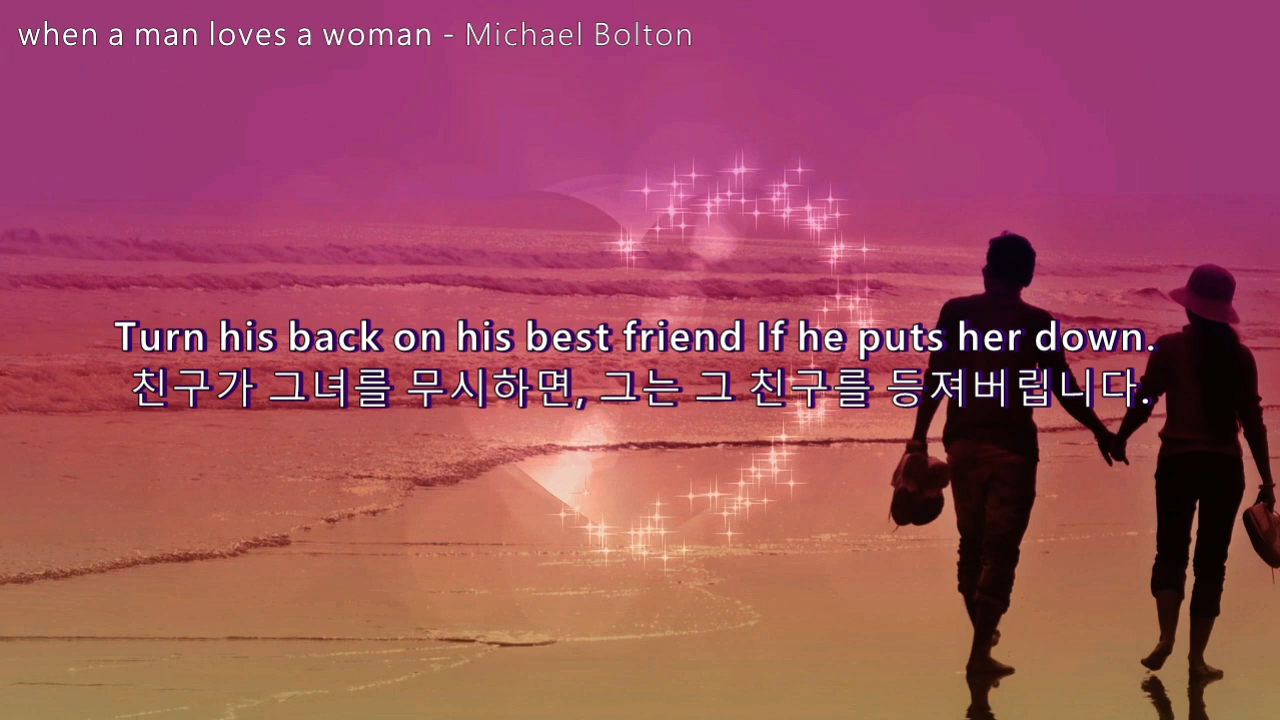 when a man loves a woman - Michael Bolton
Turn his back on his best friend If he puts her down.
친구가 그녀를 무시하면, 그는 그 친구를 등져버립니다.